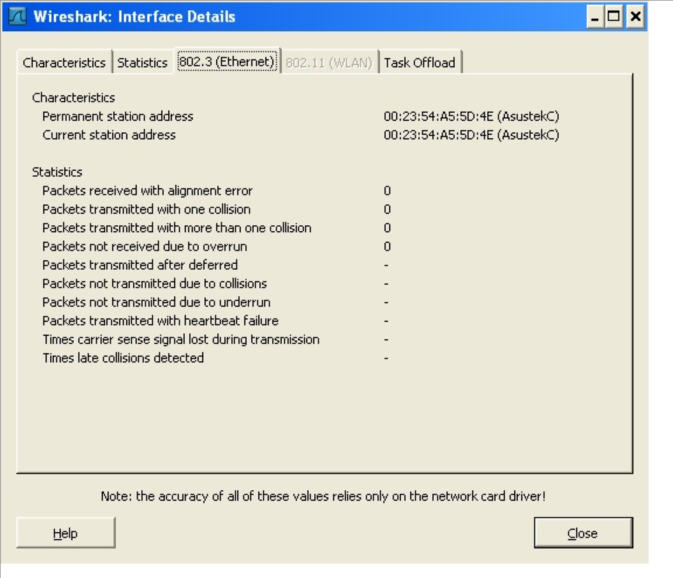 Wireshark: Interface Details
Characteristics Statistics 802.3 (Ethernet) 802.11 (WLAN) Task Offload
Characteristics
Permanent station address 00:23:54:A5:5D:4E (AsustekC)
Current station address 00:23:54:A5:5D:4E (AsustekC)
Statistics
Packets received with alignment error 0
Packets transmitted with one collision 0
Packets transmitted with more than one collision 0
Packets not received due to overrun 0
Packets transmitted after deferred -
Packets not transmitted due to collisions -
Packets not transmitted due to underrun -
Packets transmitted with heartbeat failure -
Times carrier sense signal lost during transmission -
Times late collisions detected -
Note: the accuracy of all of these values relies only on the network card driver!
Help Close